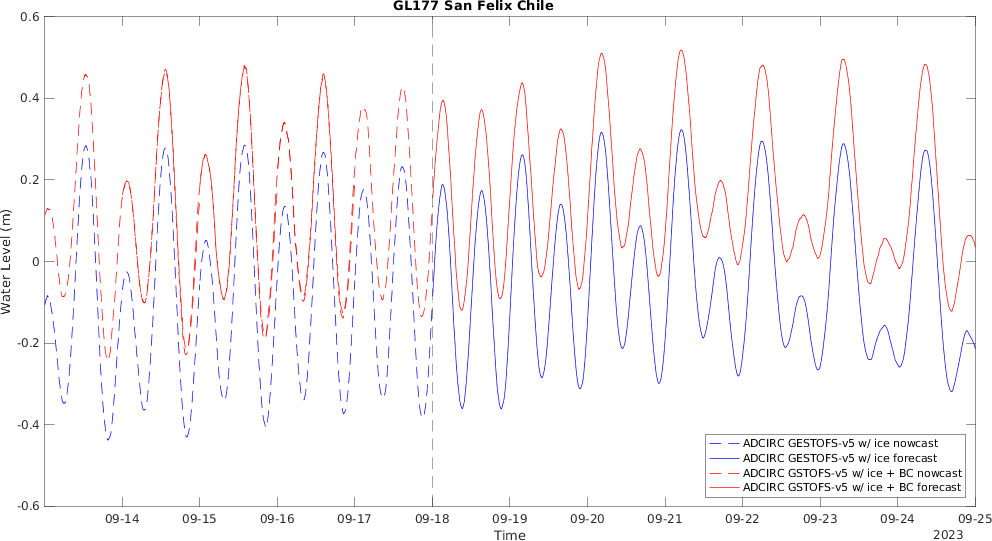 GL177 San Felix Chile
0.6
0.4
0.2
0
-0.2
-0.4
-0.6
Water Level (m)
ADCIRC GESTOFS-v5 w/ ice nowcast
ADCIRC GESTOFS-v5 w/ ice forecast
ADCIRC GSTOFS-v5 w/ ice + BC nowcast
ADCIRC GSTOFS-v5 w/ ice + BC forecast
09-14 09-15 09-16 09-17 09-18 09-19 09-20 09-21 09-22 09-23 09-24 09-25
Time
2023